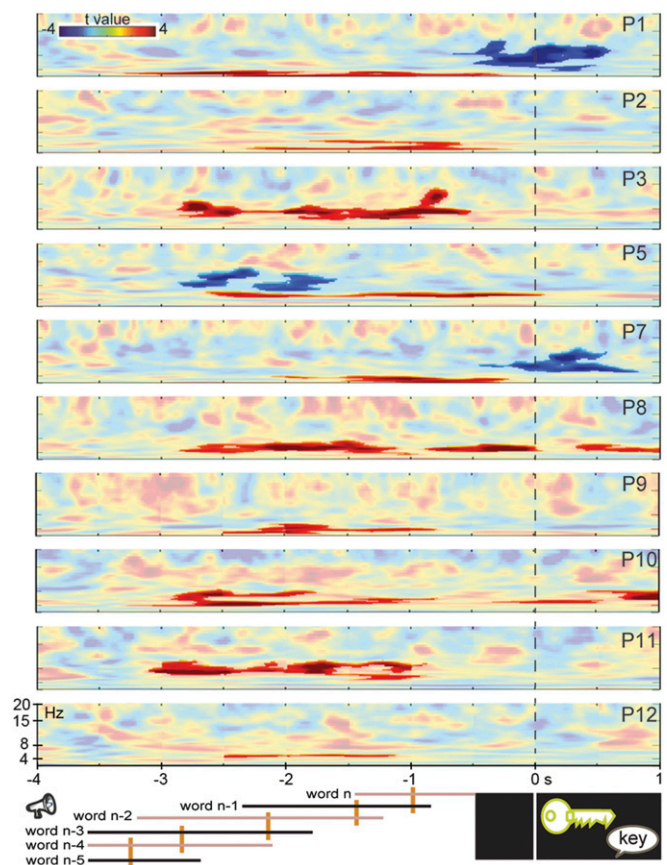 t value
-4 4
P1
P2
P3
P5
P7
P8
P9
P10
P11
P12
20
Hz
15
8
4
-4 -3 -2 -1 0 s 1
word n
word n-1
word n-2
word n-3
word n-4
word n-5
key